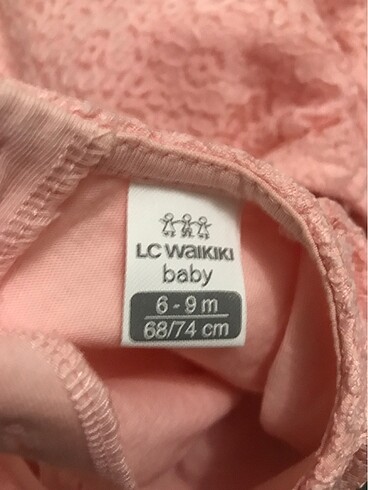 LC WAIKIKI
baby
6 - 9 m
68/74 cm